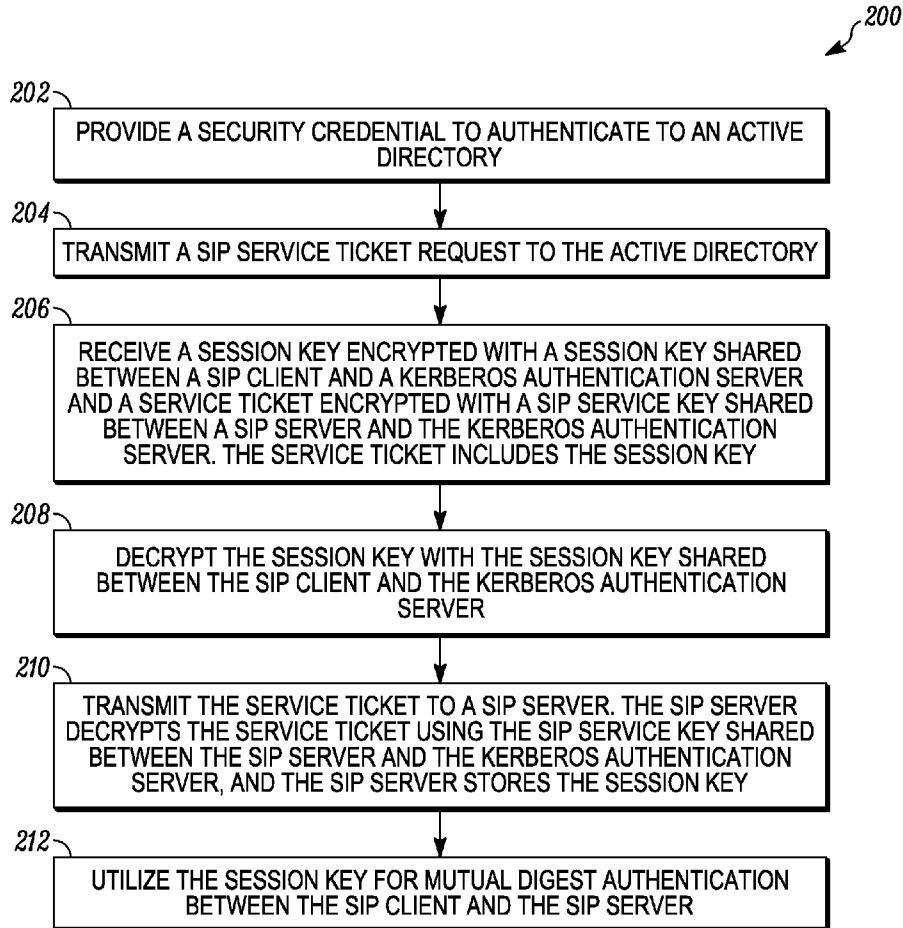 200
202
PROVIDE A SECURITY CREDENTIAL TO AUTHENTICATE TO AN ACTIVE
DIRECTORY
204
TRANSMIT A SIP SERVICE TICKET REQUEST TO THE ACTIVE DIRECTORY
206
RECEIVE A SESSION KEY ENCRYPTED WITH A SESSION KEY SHARED
BETWEEN A SIP CLIENT AND A KERBEROS AUTHENTICATION SERVER
AND A SERVICE TICKET ENCRYPTED WITH A SIP SERVICE KEY SHARED
BETWEEN A SIP SERVER AND THE KERBEROS AUTHENTICATION
SERVER. THE SERVICE TICKET INCLUDES THE SESSION KEY
208
DECRYPT THE SESSION KEY WITH THE SESSION KEY SHARED
BETWEEN THE SIP CLIENT AND THE KERBEROS AUTHENTICATION
SERVER
210
TRANSMIT THE SERVICE TICKET TO A SIP SERVER. THE SIP SERVER
DECRYPTS THE SERVICE TICKET USING THE SIP SERVICE KEY SHARED
BETWEEN THE SIP SERVER AND THE KERBEROS AUTHENTICATION
SERVER, AND THE SIP SERVER STORES THE SESSION KEY
212
UTILIZE THE SESSION KEY FOR MUTUAL DIGEST AUTHENTICATION
BETWEEN THE SIP CLIENT AND THE SIP SERVER